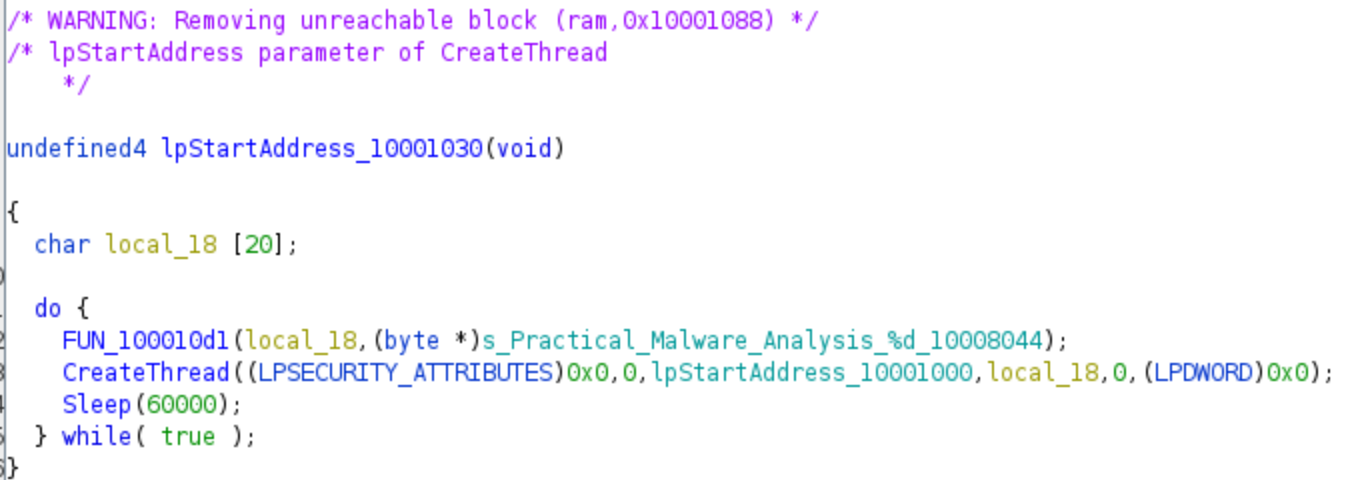 /* WARNING: Removing unreachable block (ram,0x10001088) */
/* lpStartAddress parameter of CreateThread
*/
undefined4 lpStartAddress_10001030(void)
{
char local_18 [20];
do {
FUN_100010d1(local_18,(byte *)s_Practical_Malware_Analysis_%d_10008044);
CreateThread((LPSECURITY_ATTRIBUTES)0x0,0,lpStartAddress_10001000,local_18,0,(LPDWORD)0x0);
Sleep(60000);
} while( true );
}